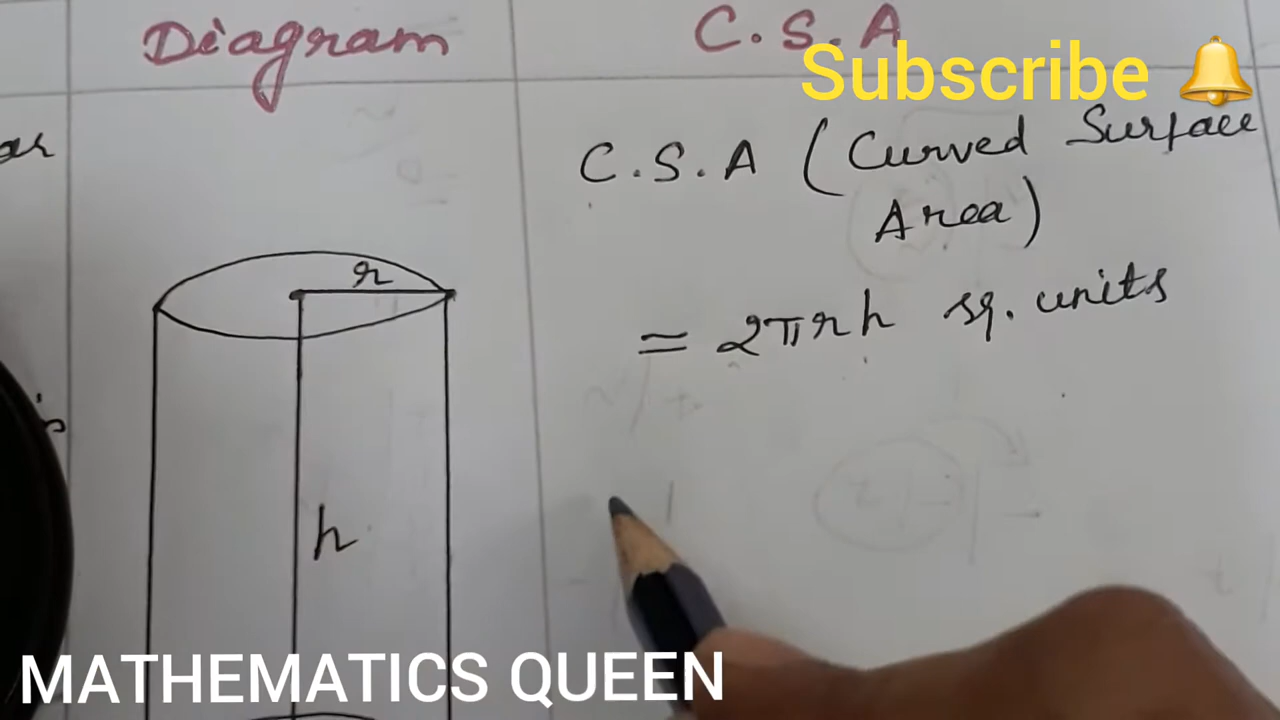 Diagram
C.S.A
Subscribe 🔔
C.S.A (Curved Surface
Area)
= 2πrh sq. units
r
h
MATHEMATICS QUEEN